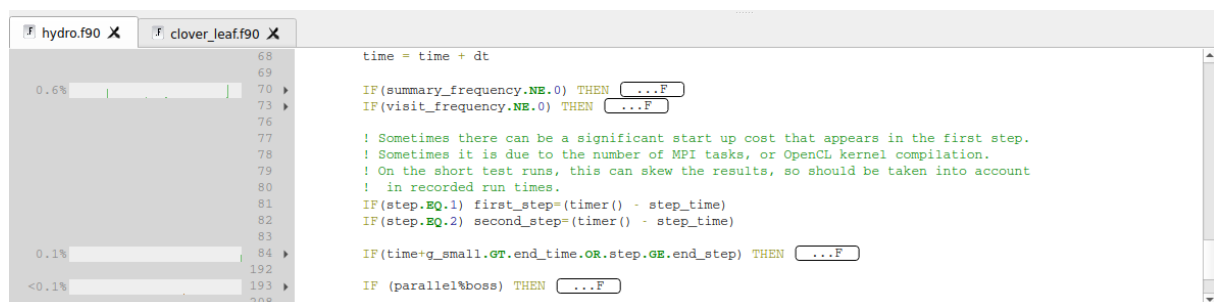 hydro.f90 X clover_leaf.f90 X
68 time = time + dt
69
0.6% 70 IF(summary_frequency.NE.0) THEN ...F
73 IF(visit_frequency.NE.0) THEN ...F
76
77 ! Sometimes there can be a significant start up cost that appears in the first step.
78 ! Sometimes it is due to the number of MPI tasks, or OpenCL kernel compilation.
79 ! On the short test runs, this can skew the results, so should be taken into account
80 ! in recorded run times.
81 IF(step.EQ.1) first_step=(timer() - step_time)
82 IF(step.EQ.2) second_step=(timer() - step_time)
83
0.1% 84 IF(time+g_small.GT.end_time.OR.step.GE.end_step) THEN ...F
192
<0.1% 193 IF (parallel%boss) THEN ...F
208